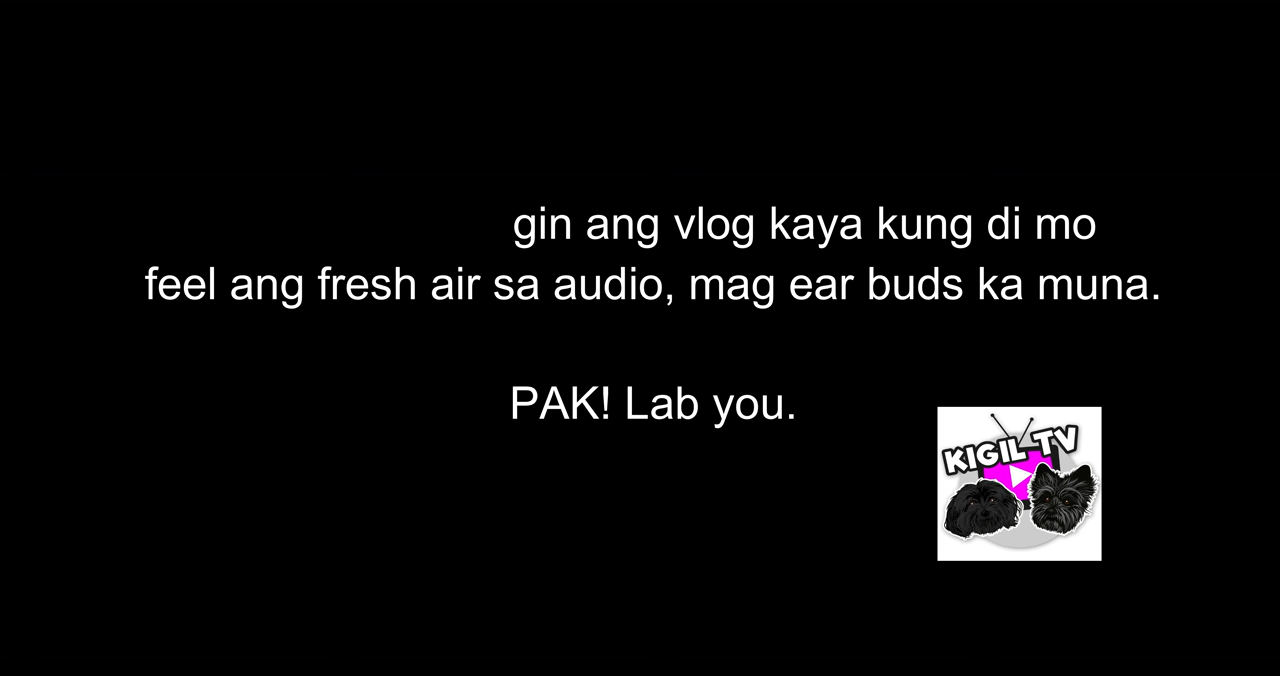 gin ang vlog kaya kung di mo
feel ang fresh air sa audio, mag ear buds ka muna.
PAK! Lab you.
KIGIL TV